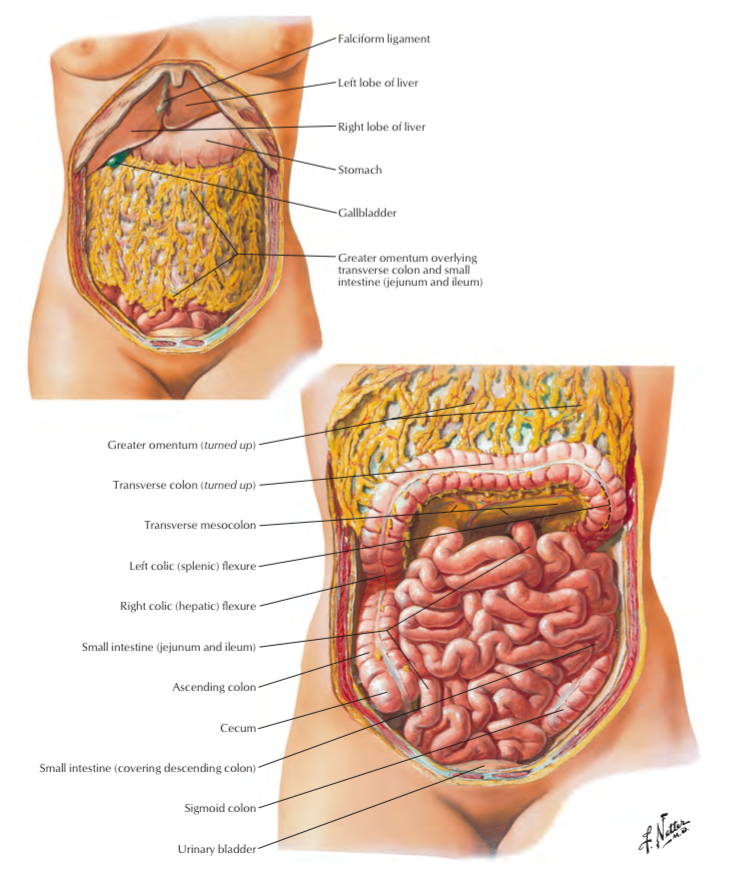 Falciform ligament
Left lobe of liver
Right lobe of liver
Stomach
Gallbladder
Greater omentum overlying
transverse colon and small
intestine (jejunum and ileum)
Greater omentum (turned up)
Transverse colon (turned up)
Transverse mesocolon
Left colic (splenic) flexure
Right colic (hepatic) flexure
Small intestine (jejunum and ileum)
Ascending colon
Cecum
Small intestine (covering descending colon)
Sigmoid colon
Urinary bladder
F. Netter
M.D.